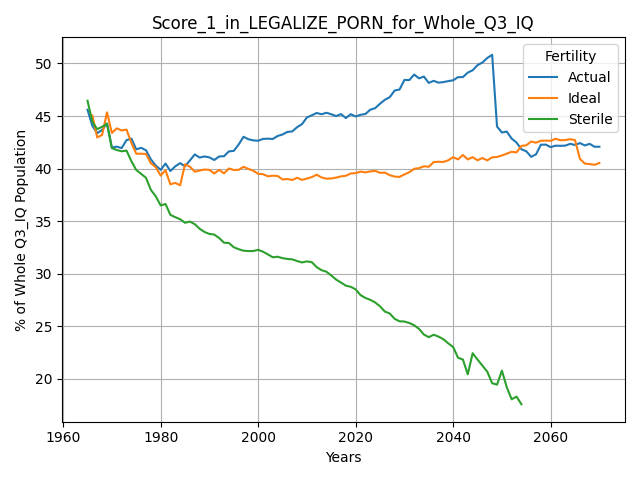 Score_1_in_LEGALIZE_PORN_for_Whole_Q3_IQ
% of Whole Q3_IQ Population
50
45
40
35
30
25
20
Fertility
Actual
Ideal
Sterile
1960 1980 2000 2020 2040 2060
Years